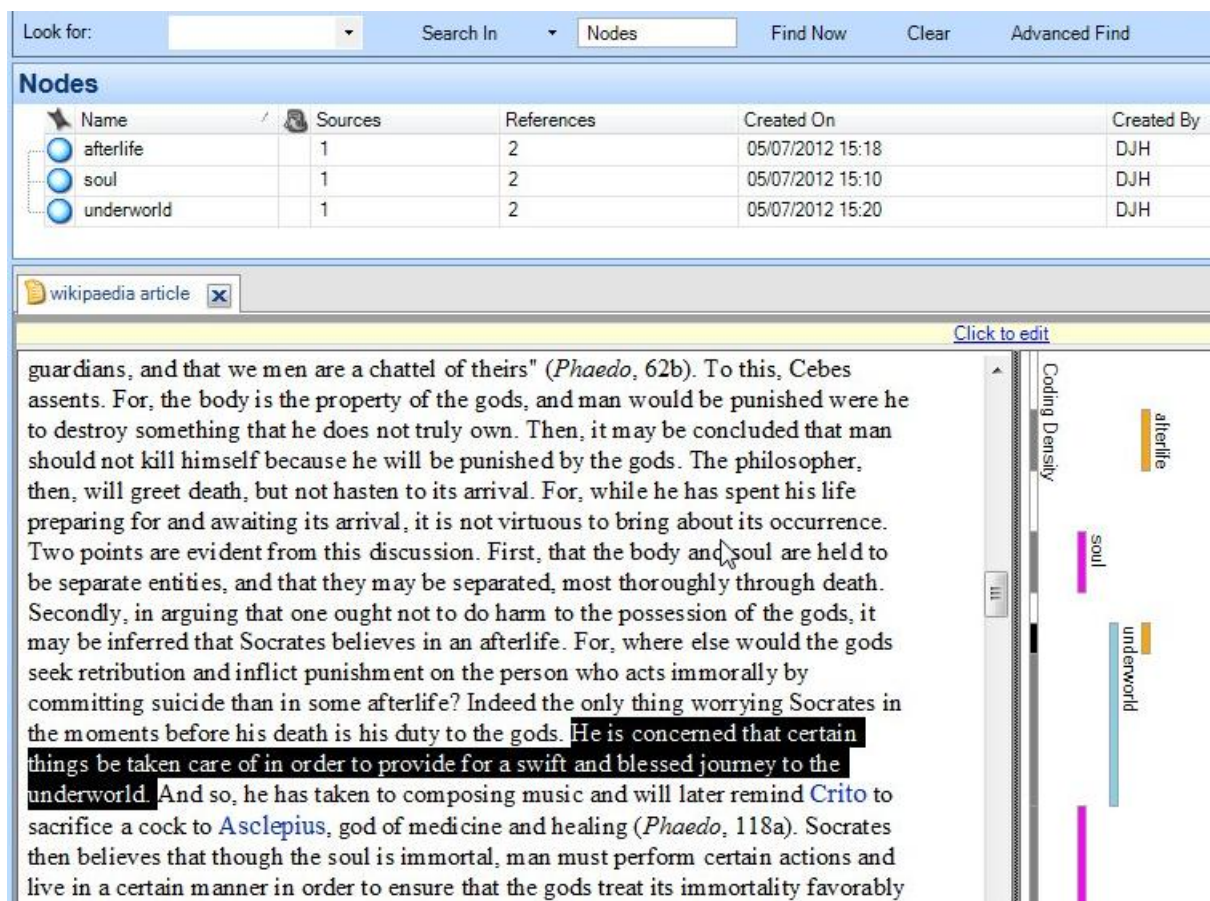 Look for: Search In Nodes Find Now Clear Advanced Find
Nodes
Name Sources References Created On Created By
afterlife 1 2 05/07/2012 15:18 DJH
soul 1 2 05/07/2012 15:10 DJH
underworld 1 2 05/07/2012 15:20 DJH
wikipaedia article
Click to edit
guardians, and that we men are a chattel of theirs" (Phaedo, 62b). To this, Cebes
assents. For, the body is the property of the gods, and man would be punished were he
to destroy something that he does not truly own. Then, it may be concluded that man
should not kill himself because he will be punished by the gods. The philosopher,
then, will greet death, but not hasten to its arrival. For, while he has spent his life
preparing for and awaiting its arrival, it is not virtuous to bring about its occurrence.
Two points are evident from this discussion. First, that the body and soul are held to
be separate entities, and that they may be separated, most thoroughly through death.
Secondly, in arguing that one ought not to do harm to the possession of the gods, it
may be inferred that Socrates believes in an afterlife. For, where else would the gods
seek retribution and inflict punishment on the person who acts immorally by
committing suicide than in some afterlife? Indeed the only thing worrying Socrates in
the moments before his death is his duty to the gods. He is concerned that certain
things be taken care of in order to provide for a swift and blessed journey to the
underworld. And so, he has taken to composing music and will later remind Crito to
sacrifice a cock to Asclepius, god of medicine and healing (Phaedo, 118a). Socrates
then believes that though the soul is immortal, man must perform certain actions and
live in a certain manner in order to ensure that the gods treat its immortality favorably
Coding Density
soul
underworld
afterlife